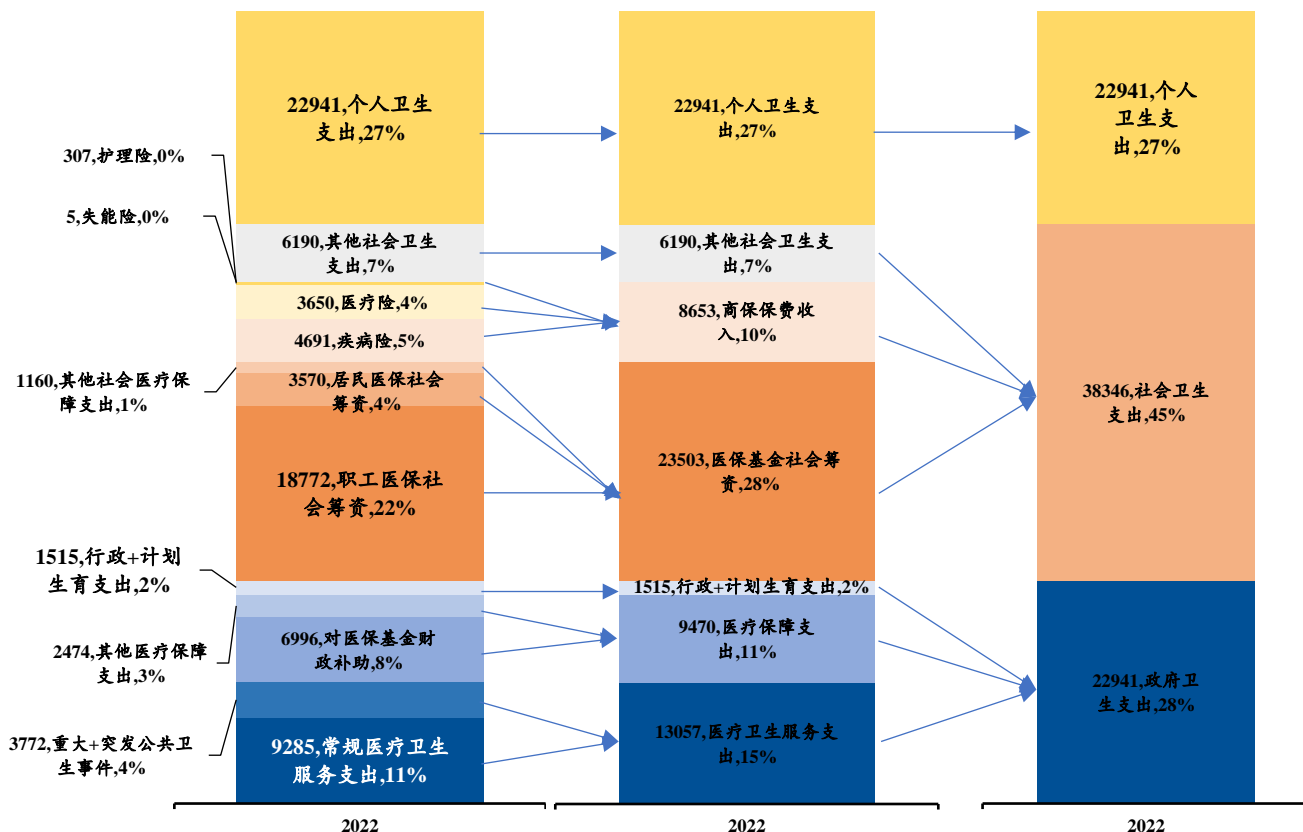 22941,个人卫生
支出,27%
307,护理险,0%
5,失能险,0%
6190,其他社会卫生
支出,7%
3650,医疗险,4%
4691,疾病险,5%
1160,其他社会医疗保
障支出,1%
3570,居民医保社会
筹资,4%
18772,职工医保社
会筹资,22%
1515,行政+计划
生育支出,2%
2474,其他医疗保障
支出,3%
6996,对医保基金财
政补助,8%
3772,重大+突发公共卫
生事件,4%
9285,常规医疗卫生
服务支出,11%
2022
22941,个人卫生支
出,27%
6190,其他社会卫生支
出,7%
8653,商保保费收
入,10%
23503,医保基金社会筹
资,28%
1515,行政+计划生育支出,2%
9470,医疗保障支
出,11%
13057,医疗卫生服务支
出,15%
2022
22941,个人
卫生支
出,27%
38346,社会卫生
支出,45%
22941,政府卫
生支出,28%
2022